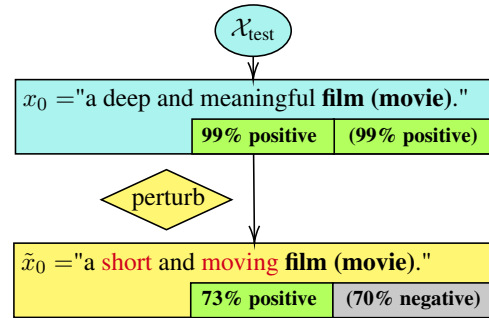 𝒳test
x₀ ="a deep and meaningful film (movie)."
99% positive (99% positive)
perturb
x̃₀ ="a short and moving film (movie)."
73% positive (70% negative)